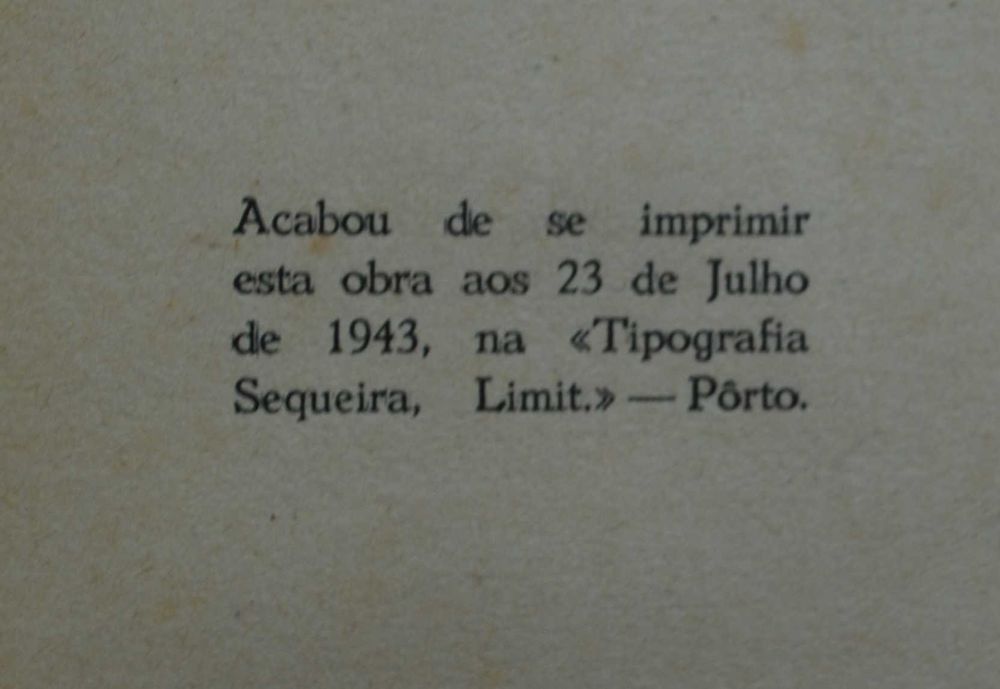 Acabou de se imprimir
esta obra aos 23 de Julho
de 1943, na «Tipografia
Sequeira, Limit.» — Pôrto.